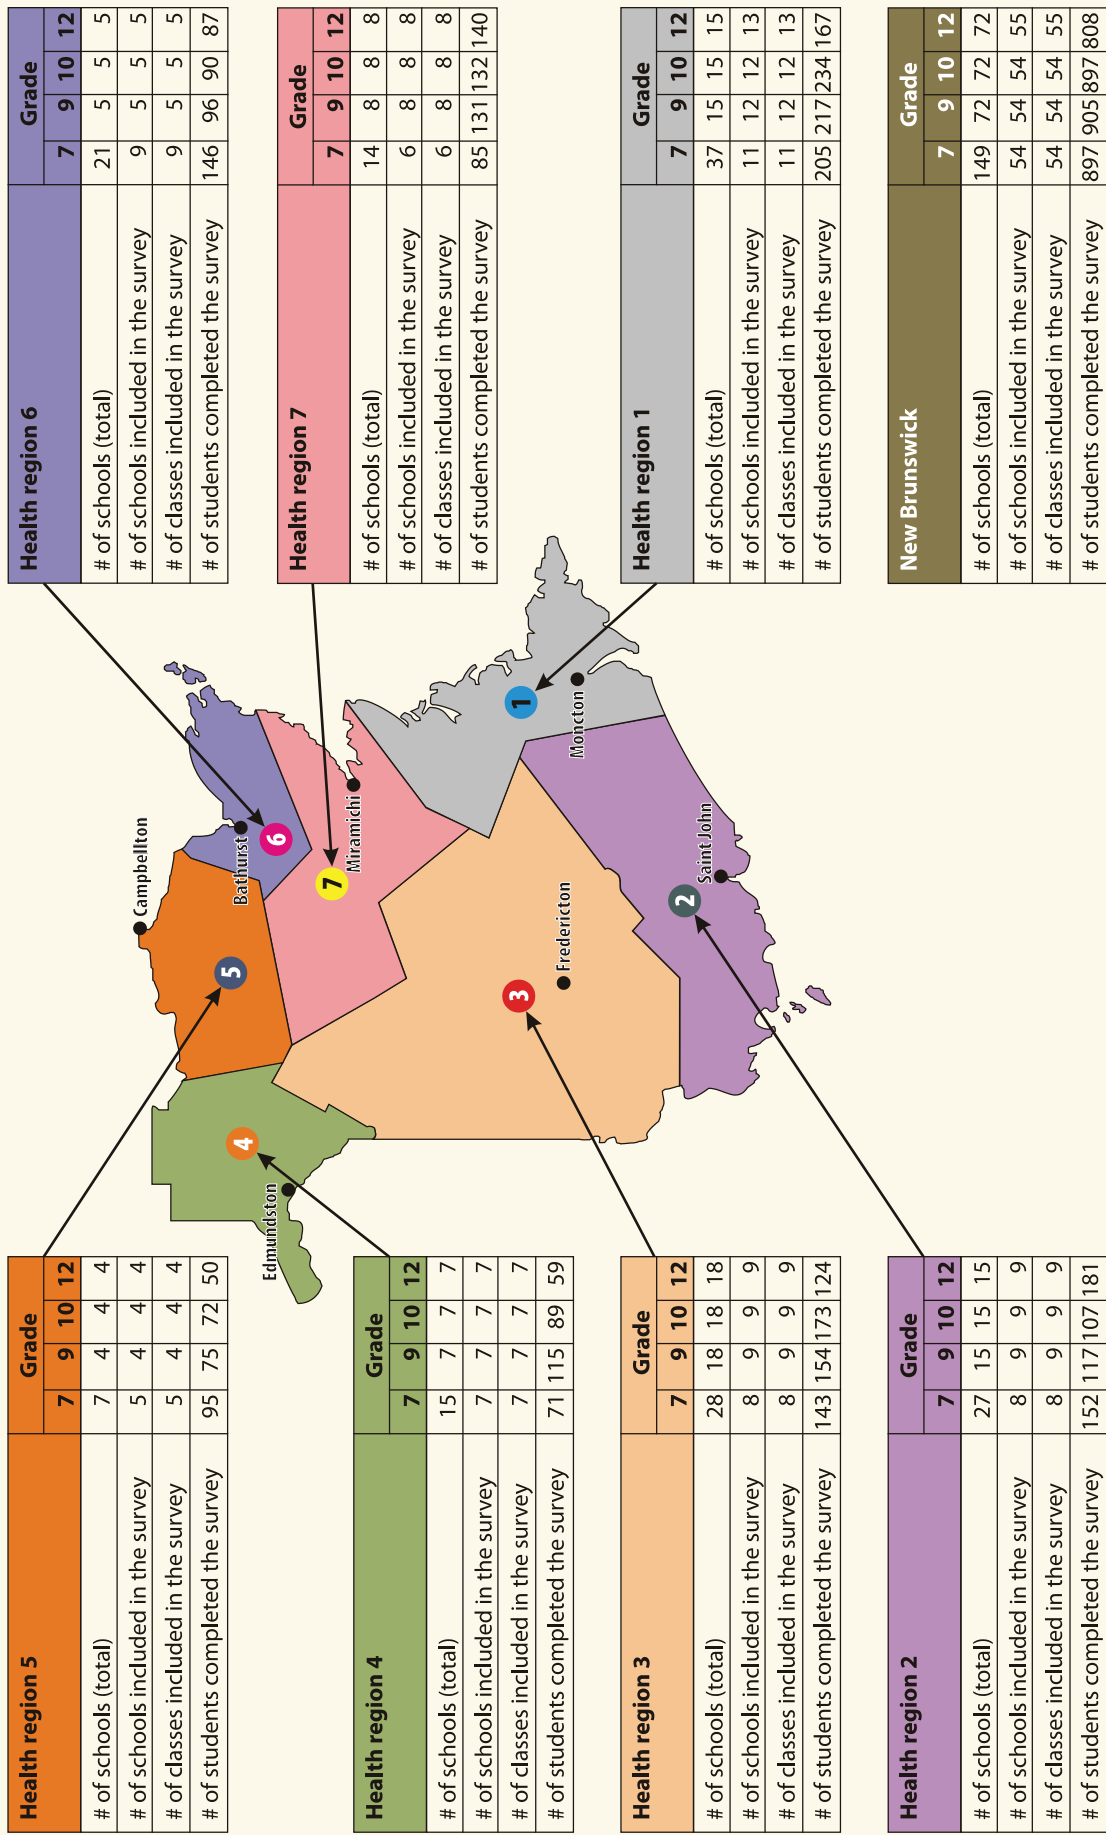 Health region 5 Grade
7 9 10 12
# of schools (total) 7 4 4 4
# of schools included in the survey 5 4 4 4
# of classes included in the survey 5 4 4 4
# of students completed the survey 95 75 72 50
Health region 4 Grade
7 9 10 12
# of schools (total) 15 7 7 7
# of schools included in the survey 7 7 7 7
# of classes included in the survey 7 7 7 7
# of students completed the survey 71 115 89 59
Health region 3 Grade
7 9 10 12
# of schools (total) 28 18 18 18
# of schools included in the survey 8 9 9 9
# of classes included in the survey 8 9 9 9
# of students completed the survey 143 154 173 124
Health region 2 Grade
7 9 10 12
# of schools (total) 27 15 15 15
# of schools included in the survey 8 9 9 9
# of classes included in the survey 8 9 9 9
# of students completed the survey 152 117 107 181
Campbellton
5
Bathurst
6
4
Edmundston
7
Miramichi
3
Fredericton
1
Moncton
2
Saint John
Health region 6 Grade
7 9 10 12
# of schools (total) 21 5 5 5
# of schools included in the survey 9 5 5 5
# of classes included in the survey 9 5 5 5
# of students completed the survey 146 96 90 87
Health region 7 Grade
7 9 10 12
# of schools (total) 14 8 8 8
# of schools included in the survey 6 8 8 8
# of classes included in the survey 6 8 8 8
# of students completed the survey 85 131 132 140
Health region 1 Grade
7 9 10 12
# of schools (total) 37 15 15 15
# of schools included in the survey 11 12 12 13
# of classes included in the survey 11 12 12 13
# of students completed the survey 205 217 234 167
New Brunswick Grade
7 9 10 12
# of schools (total) 149 72 72 72
# of schools included in the survey 54 54 54 55
# of classes included in the survey 54 54 54 55
# of students completed the survey 897 905 897 808